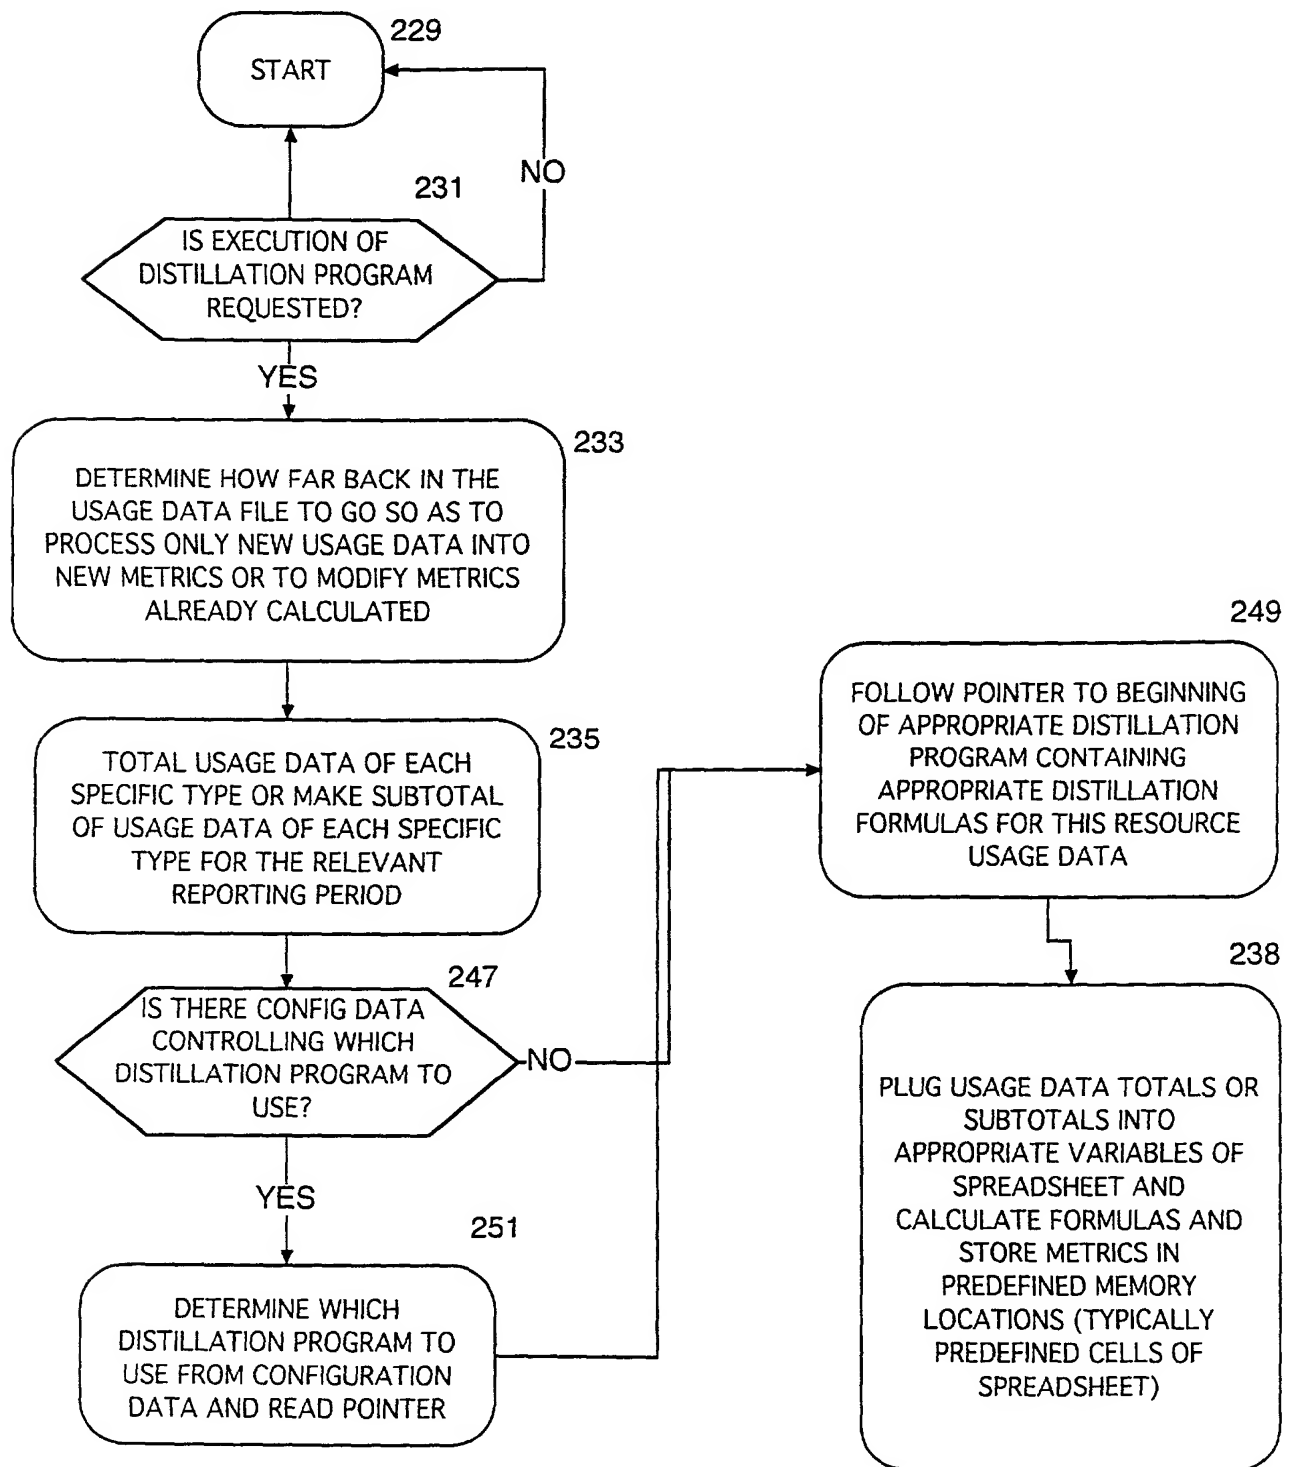 229
START
NO
231
IS EXECUTION OF
DISTILLATION PROGRAM
REQUESTED?
YES
233
DETERMINE HOW FAR BACK IN THE
USAGE DATA FILE TO GO SO AS TO
PROCESS ONLY NEW USAGE DATA INTO
NEW METRICS OR TO MODIFY METRICS
ALREADY CALCULATED
235
TOTAL USAGE DATA OF EACH
SPECIFIC TYPE OR MAKE SUBTOTAL
OF USAGE DATA OF EACH SPECIFIC
TYPE FOR THE RELEVANT
REPORTING PERIOD
247
IS THERE CONFIG DATA
CONTROLLING WHICH
DISTILLATION PROGRAM TO
USE?
NO
YES
251
DETERMINE WHICH
DISTILLATION PROGRAM TO
USE FROM CONFIGURATION
DATA AND READ POINTER
249
FOLLOW POINTER TO BEGINNING
OF APPROPRIATE DISTILLATION
PROGRAM CONTAINING
APPROPRIATE DISTILLATION
FORMULAS FOR THIS RESOURCE
USAGE DATA
238
PLUG USAGE DATA TOTALS OR
SUBTOTALS INTO
APPROPRIATE VARIABLES OF
SPREADSHEET AND
CALCULATE FORMULAS AND
STORE METRICS IN
PREDEFINED MEMORY
LOCATIONS (TYPICALLY
PREDEFINED CELLS OF
SPREADSHEET)